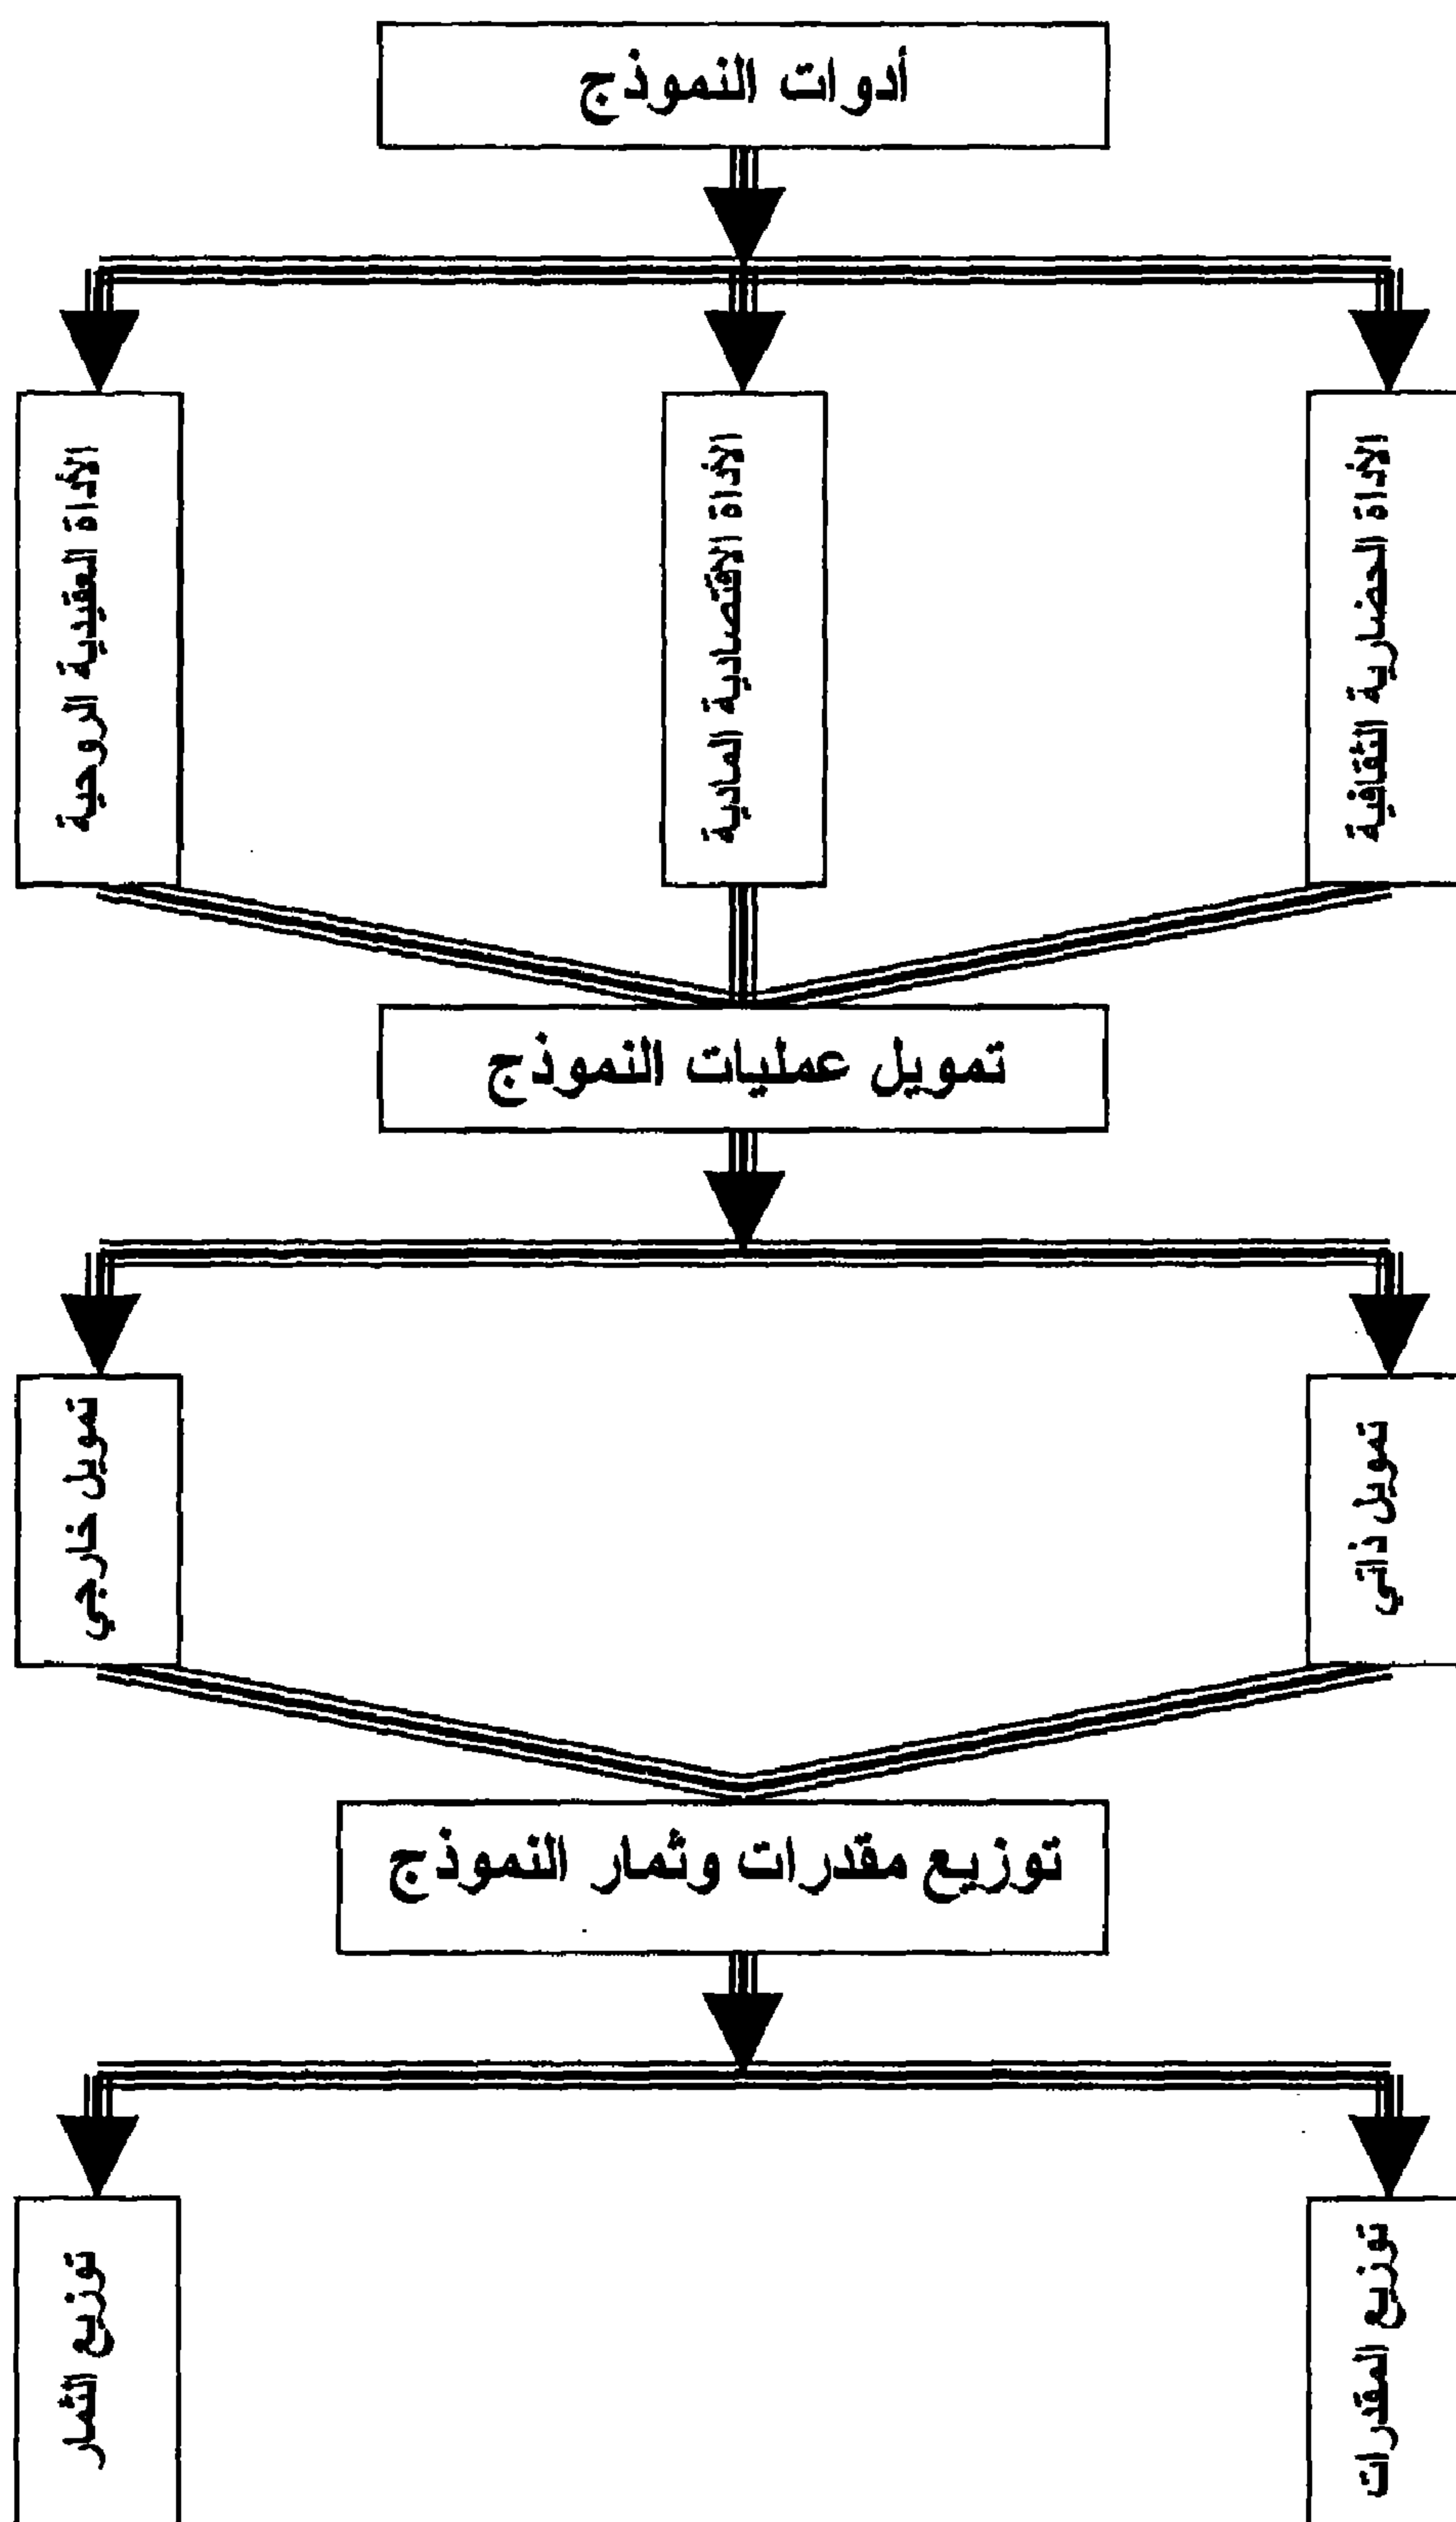 أدوات النموذج
الأداة الحضارية الثقافية
الأداة الاقتصادية المادية
الأداة العقيدية الروحية
تمويل عمليات النموذج
تمويل ذاتي
تمويل خارجي
توزيع مقدرات وثمار النموذج
توزيع المقدرات
توزيع الثمار